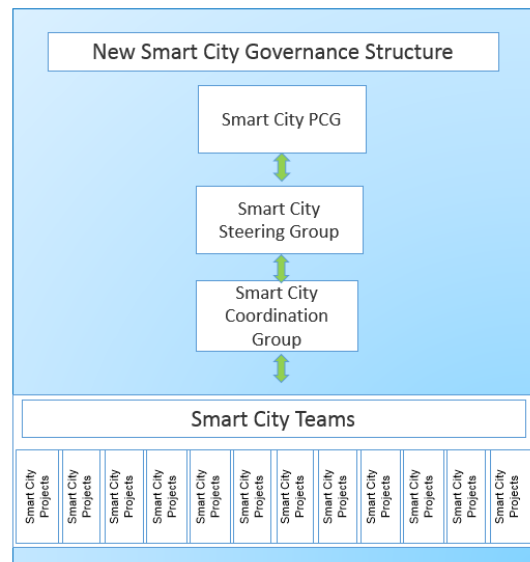 New Smart City Governance Structure
Smart City PCG
Smart City
Steering Group
Smart City
Coordination
Group
Smart City Teams
Smart City
Projects
Smart City
Projects
Smart City
Projects
Smart City
Projects
Smart City
Projects
Smart City
Projects
Smart City
Projects
Smart City
Projects
Smart City
Projects
Smart City
Projects
Smart City
Projects
Smart City
Projects